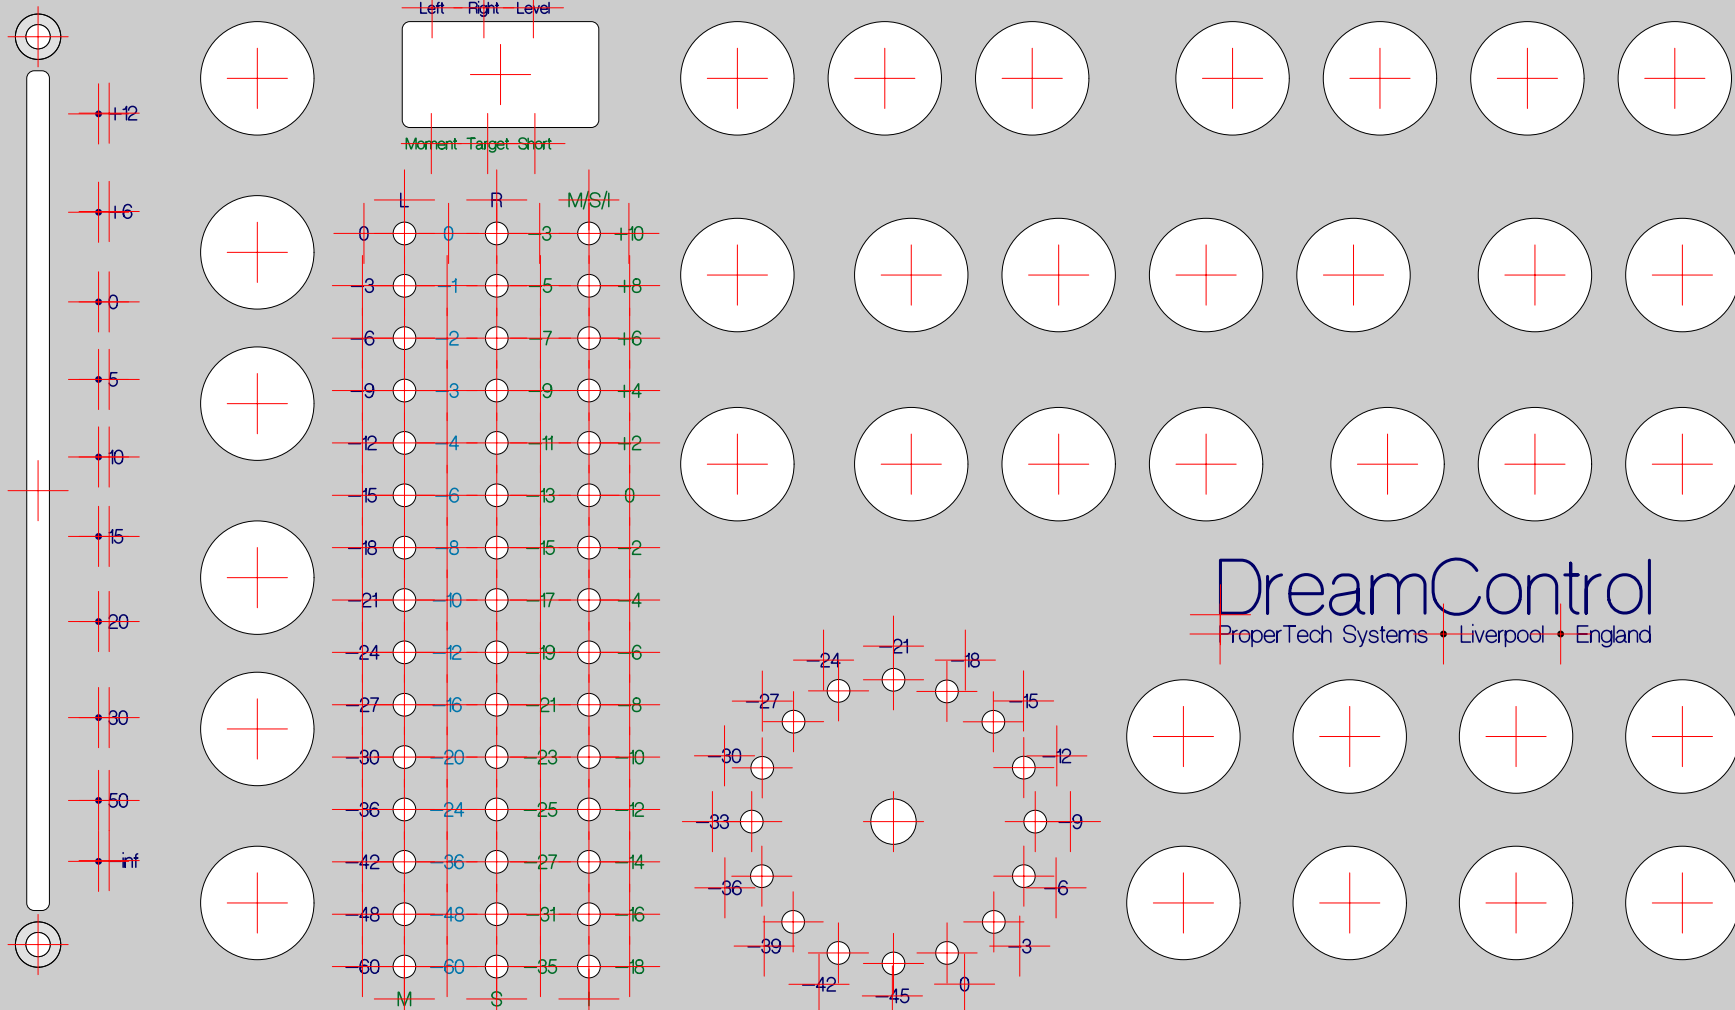 Left Right Level
Moment Target Short
+12
+6
0
5
10
15
20
30
50
inf
L R M/S/I
0 0 -3 +10
-3 -1 -5 +8
-6 -2 -7 +6
-9 -3 -9 +4
-12 -4 -11 +2
-15 -6 -13 0
-18 -8 -15 -2
-21 -10 -17 -4
-24 -12 -19 -6
-27 -16 -21 -8
-30 -20 -23 -10
-36 -24 -25 -12
-42 -36 -27 -14
-48 -48 -31 -16
-60 -60 -35 -18
M S I
DreamControl
ProperTech Systems • Liverpool • England
-21
-24 -18
-27 -15
-30 -12
-33 -9
-36 -6
-39 -3
-42 0
-45